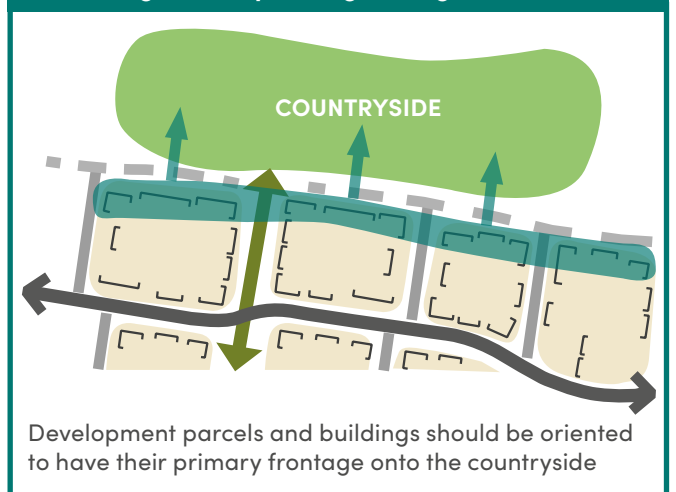 COUNTRYSIDE
Development parcels and buildings should be oriented
to have their primary frontage onto the countryside